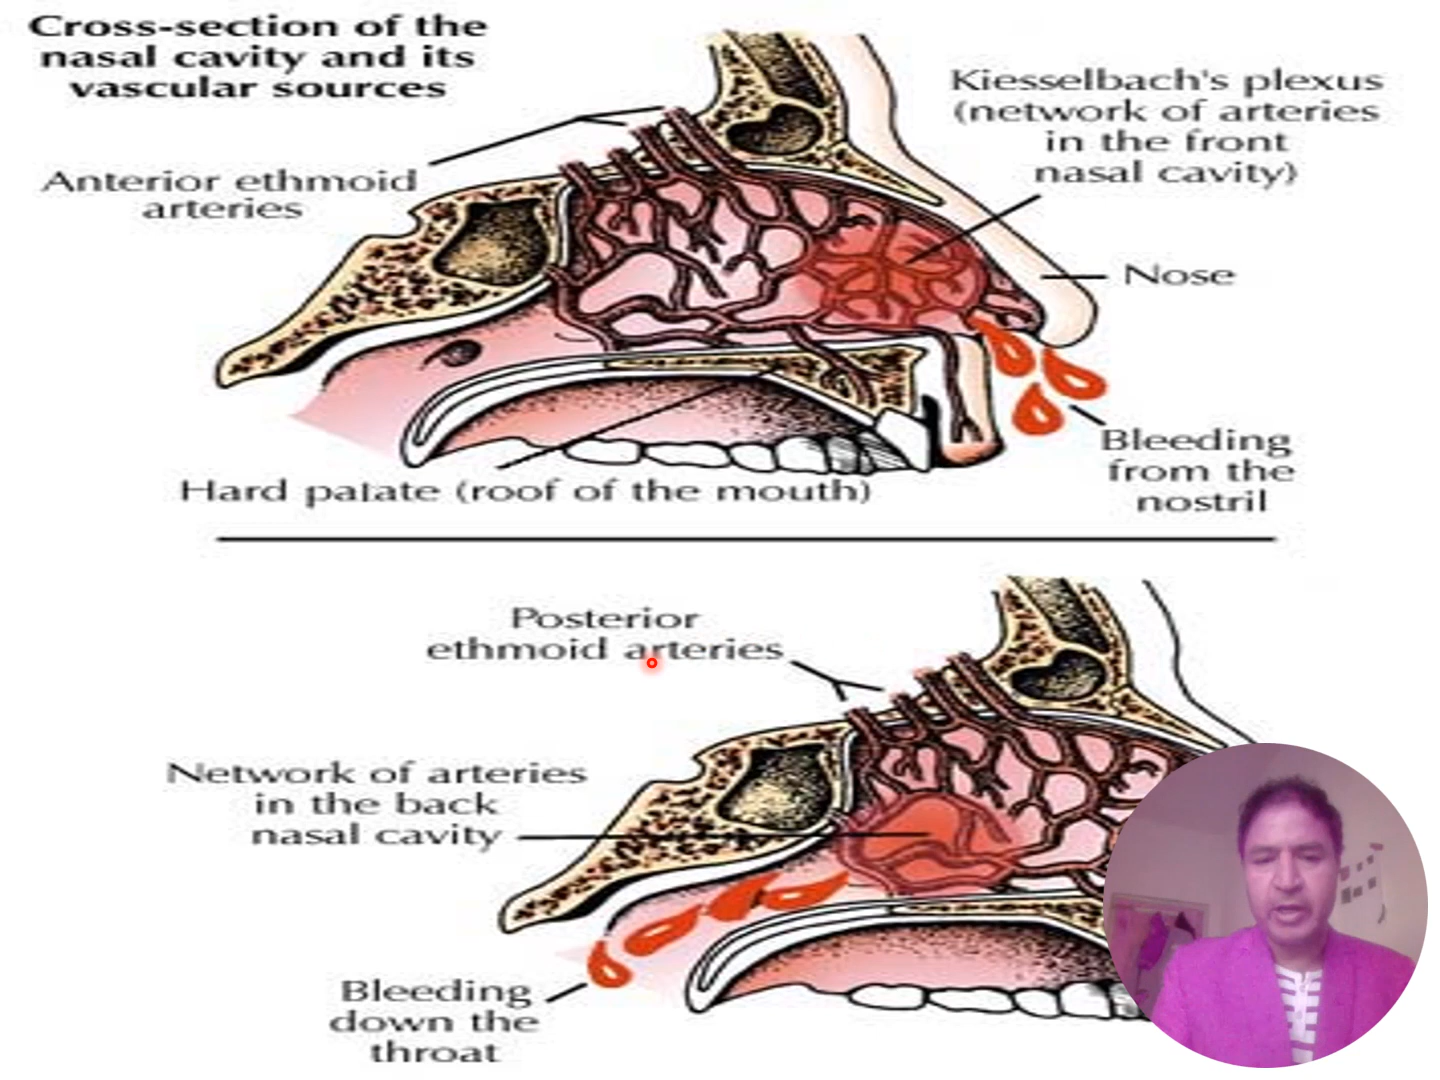 Cross-section of the
nasal cavity and its
vascular sources
Kiesselbach's plexus
(network of arteries
in the front
nasal cavity)
Anterior ethmoid
arteries
Nose
Bleeding
from the
nostril
Hard palate (roof of the mouth)
Posterior
ethmoid arteries
Network of arteries
in the back
nasal cavity
Bleeding
down the
throat